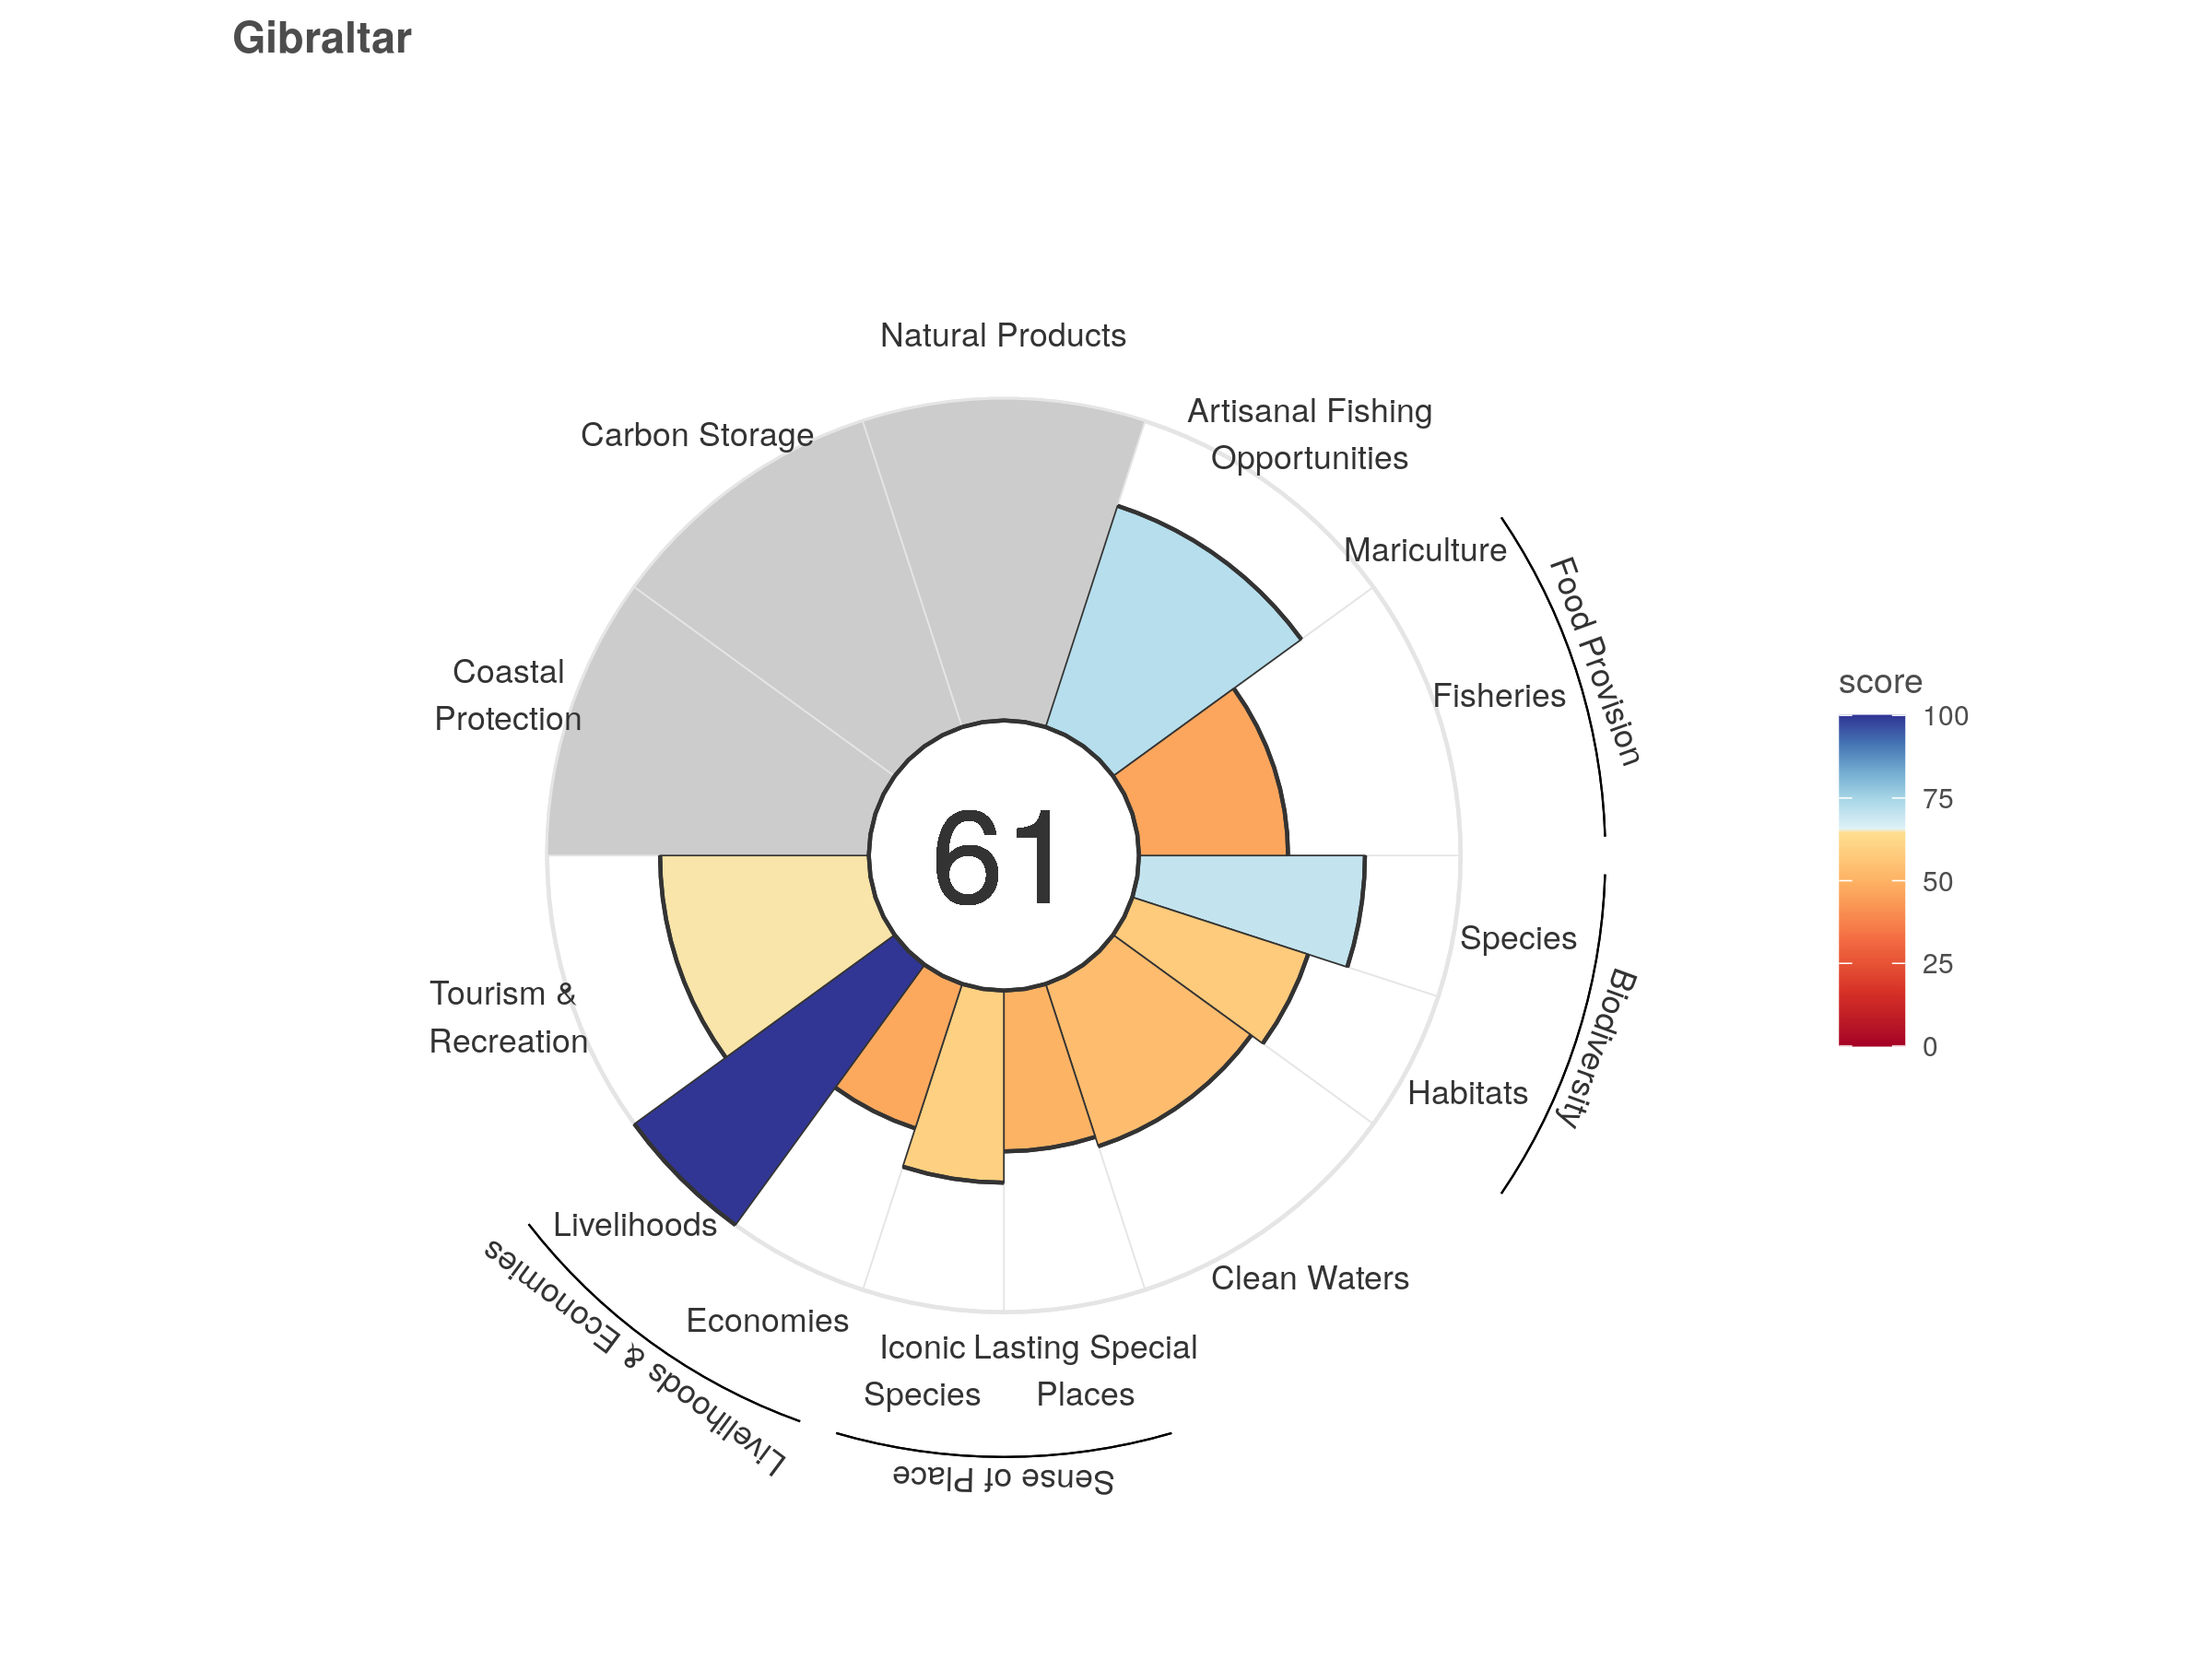 Gibraltar
Natural Products
Artisanal Fishing
Opportunities
Carbon Storage
Mariculture
Food Provision
Fisheries
Coastal
Protection
score
100
75
50
25
0
61
Species
Biodiversity
Habitats
Tourism &
Recreation
Livelihoods
Livelihoods & Economies
Economies
Clean Waters
Iconic
Species
Lasting Special
Places
Sense of Place